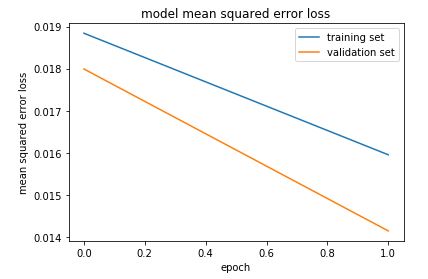 model mean squared error loss
0.019
0.018
0.017
0.016
0.015
0.014
mean squared error loss
training set
validation set
0.0 0.2 0.4 0.6 0.8 1.0
epoch